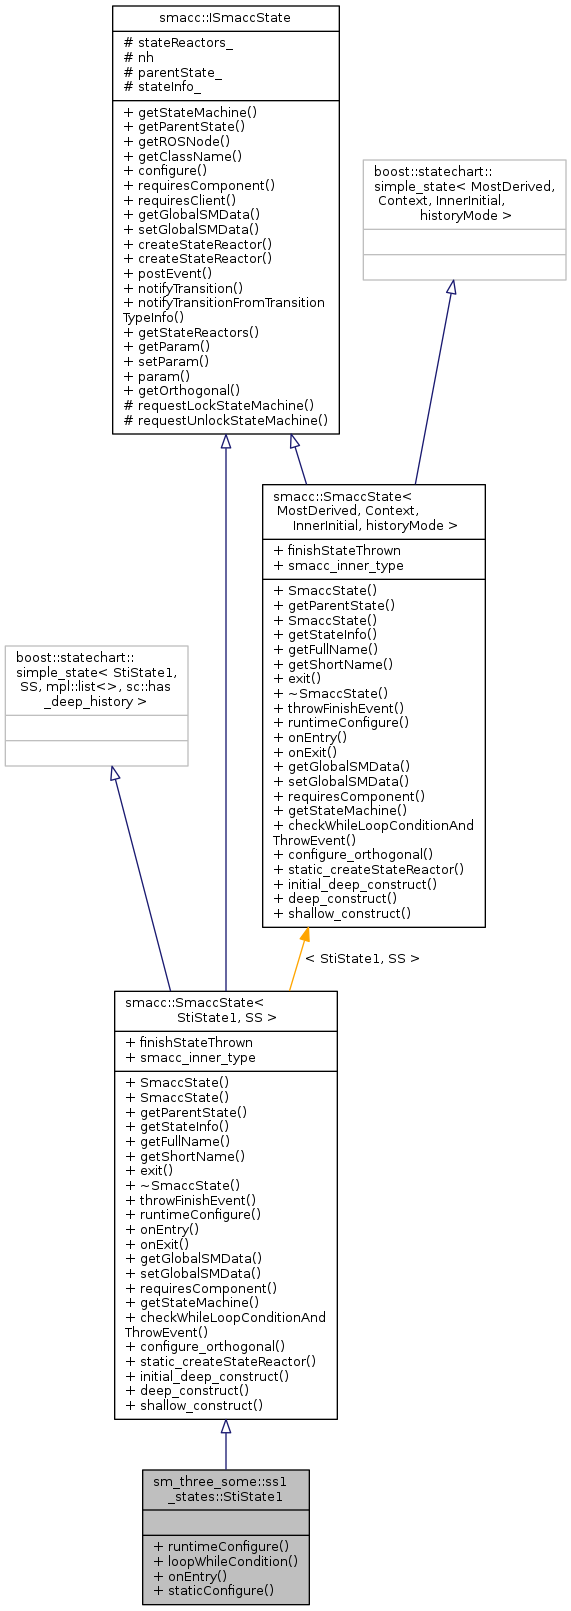 smacc::ISmaccState
# stateReactors_
# nh
# parentState_
# stateInfo_
+ getStateMachine()
+ getParentState()
+ getROSNode()
+ getClassName()
+ configure()
+ requiresComponent()
+ requiresClient()
+ getGlobalSMData()
+ setGlobalSMData()
+ createStateReactor()
+ createStateReactor()
+ postEvent()
+ notifyTransition()
+ notifyTransitionFromTransition
TypeInfo()
+ getStateReactors()
+ getParam()
+ setParam()
+ param()
+ getOrthogonal()
# requestLockStateMachine()
# requestUnlockStateMachine()
boost::statechart::
simple_state< MostDerived,
Context, InnerInitial,
historyMode >
smacc::SmaccState<
MostDerived, Context,
InnerInitial, historyMode >
+ finishStateThrown
+ smacc_inner_type
+ SmaccState()
+ getParentState()
+ SmaccState()
+ getStateInfo()
+ getFullName()
+ getShortName()
+ exit()
+ ~SmaccState()
+ throwFinishEvent()
+ runtimeConfigure()
+ onEntry()
+ onExit()
+ getGlobalSMData()
+ setGlobalSMData()
+ requiresComponent()
+ getStateMachine()
+ checkWhileLoopConditionAnd
ThrowEvent()
+ configure_orthogonal()
+ static_createStateReactor()
+ initial_deep_construct()
+ deep_construct()
+ shallow_construct()
boost::statechart::
simple_state< StiState1,
SS, mpl::list<>, sc::has
_deep_history >
< StiState1, SS >
smacc::SmaccState<
StiState1, SS >
+ finishStateThrown
+ smacc_inner_type
+ SmaccState()
+ SmaccState()
+ getParentState()
+ getStateInfo()
+ getFullName()
+ getShortName()
+ exit()
+ ~SmaccState()
+ throwFinishEvent()
+ runtimeConfigure()
+ onEntry()
+ onExit()
+ getGlobalSMData()
+ setGlobalSMData()
+ requiresComponent()
+ getStateMachine()
+ checkWhileLoopConditionAnd
ThrowEvent()
+ configure_orthogonal()
+ static_createStateReactor()
+ initial_deep_construct()
+ deep_construct()
+ shallow_construct()
sm_three_some::ss1
_states::StiState1
+ runtimeConfigure()
+ loopWhileCondition()
+ onEntry()
+ staticConfigure()